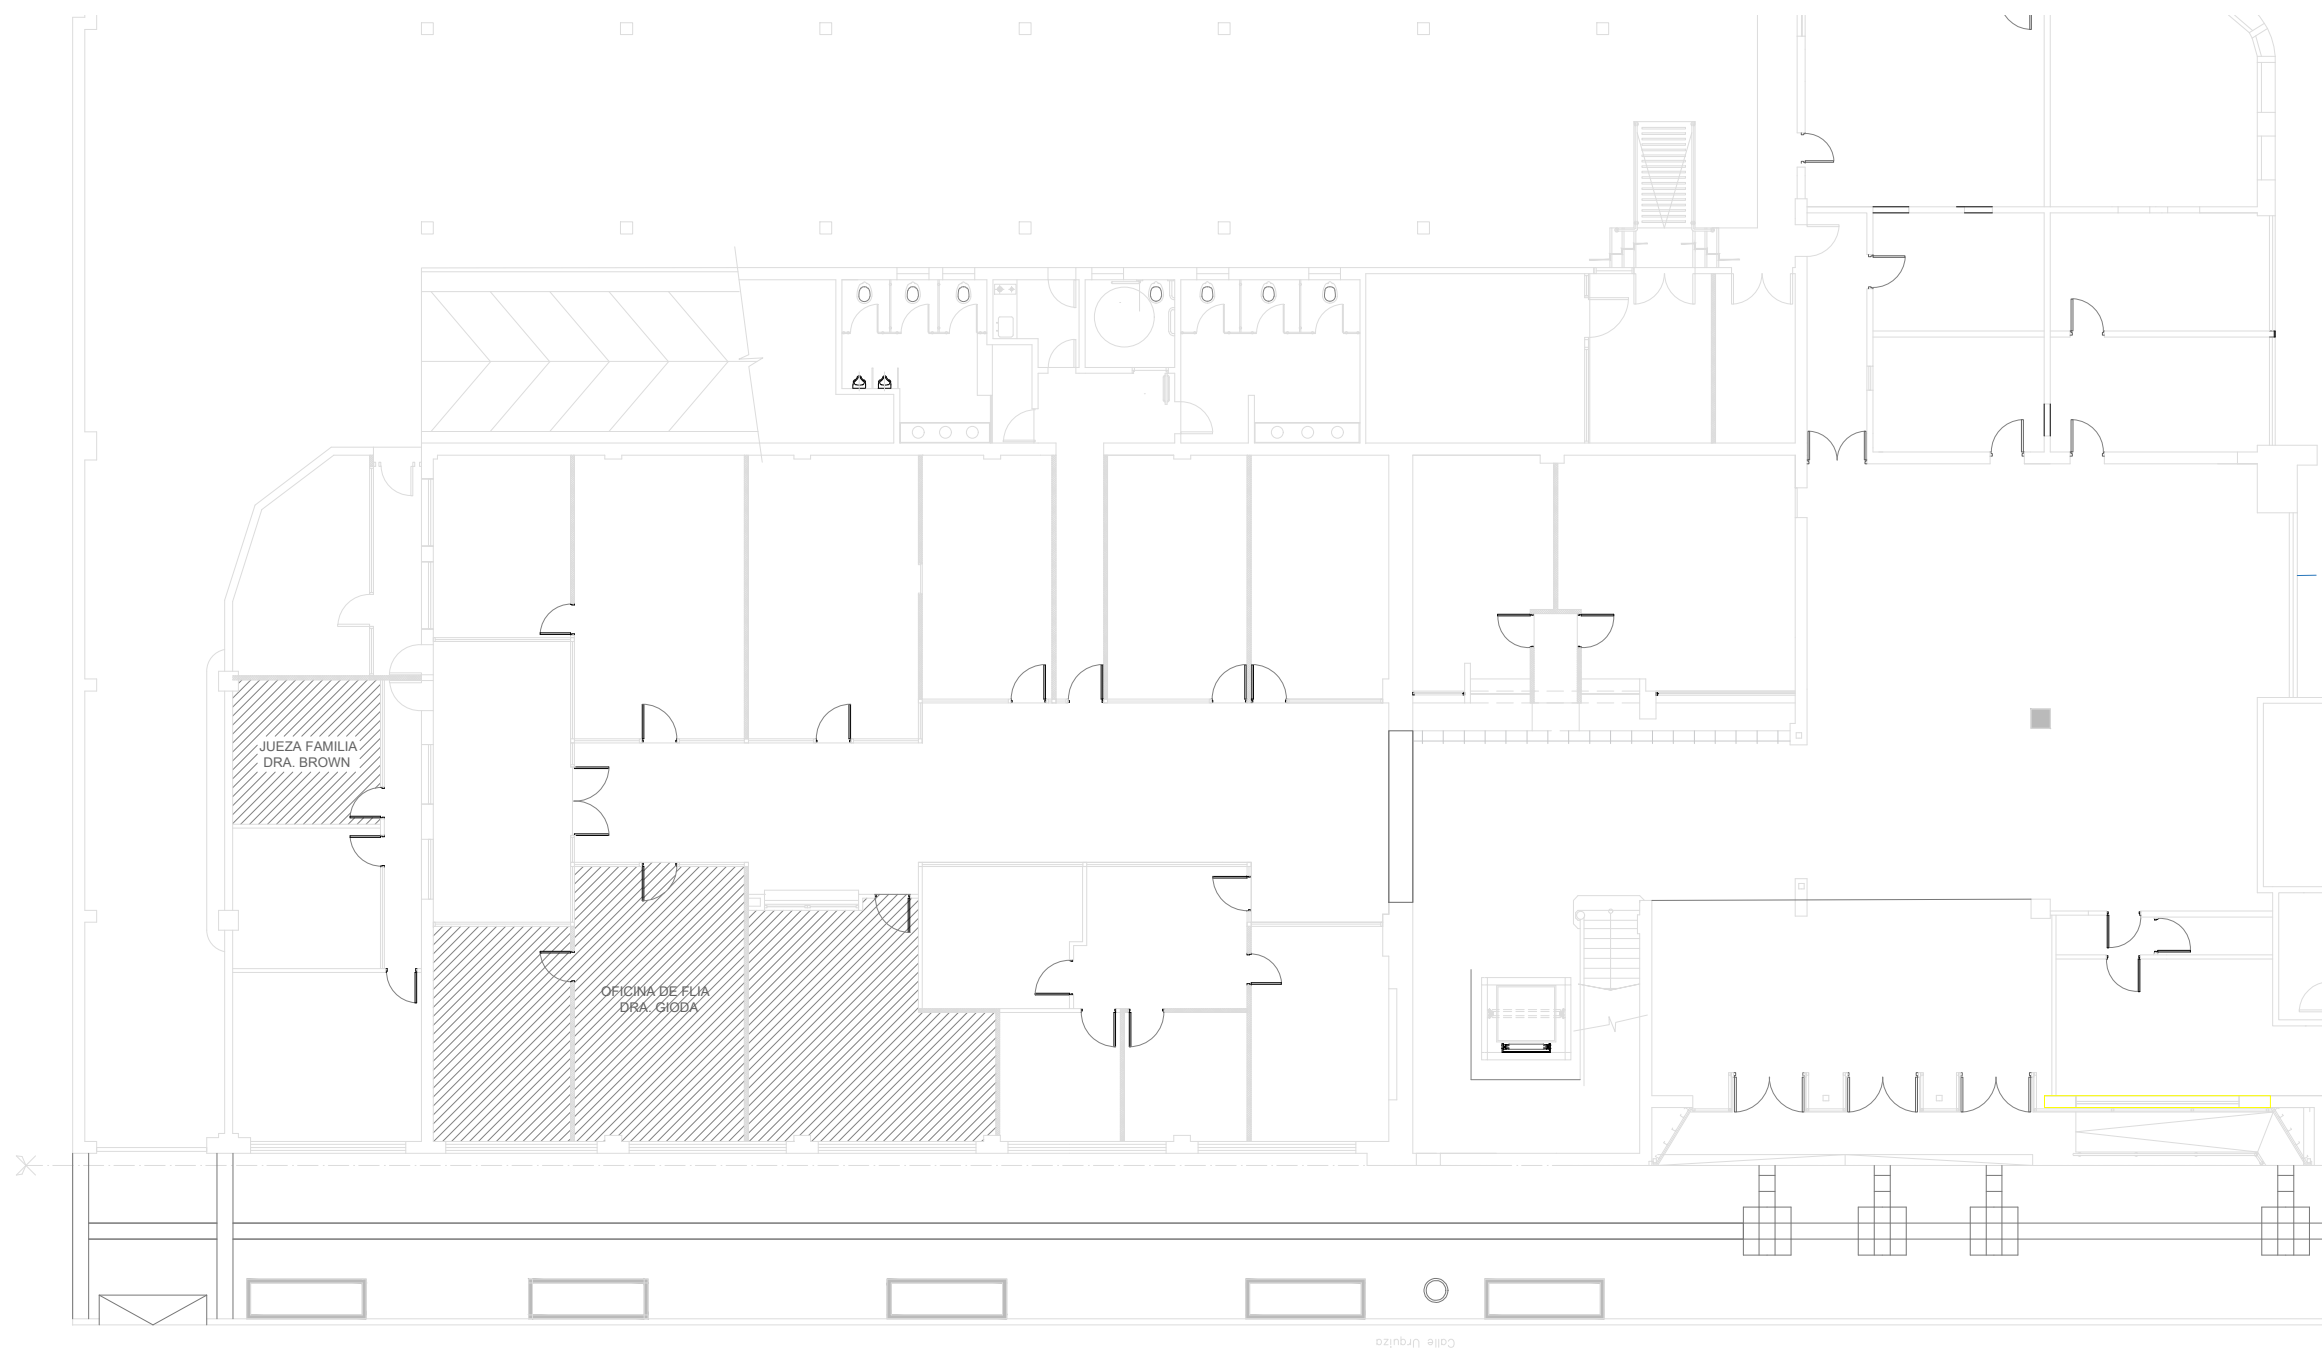 JUEZA FAMILIA
DRA. BROWN
OFICINA DE FLIA
DRA. GIODA
Calle Urquiza